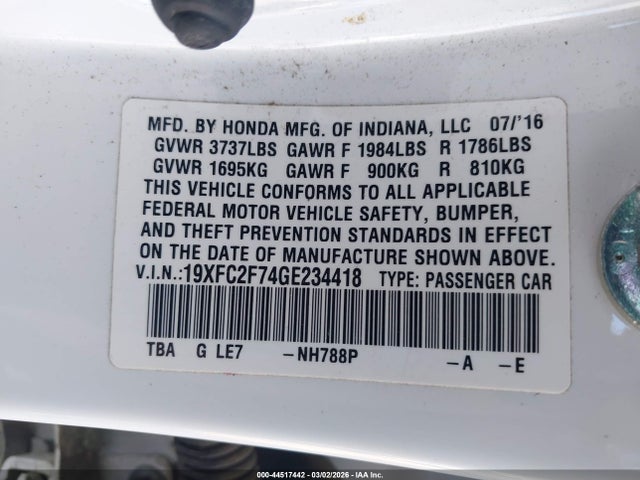 MFD. BY HONDA MFG. OF INDIANA, LLC 07/'16
GVWR 3737LBS GAWR F 1984LBS R 1786LBS
GVWR 1695KG GAWR F 900KG R 810KG
THIS VEHICLE CONFORMS TO ALL APPLICABLE
FEDERAL MOTOR VEHICLE SAFETY, BUMPER,
AND THEFT PREVENTION STANDARDS IN EFFECT
ON THE DATE OF MANUFACTURE SHOWN ABOVE.
V.I.N.:19XFC2F74GE234418 TYPE: PASSENGER CAR
TBA G LE7 -NH788P -A -E
000-44517442 - 03/02/2026 - IAA Inc.